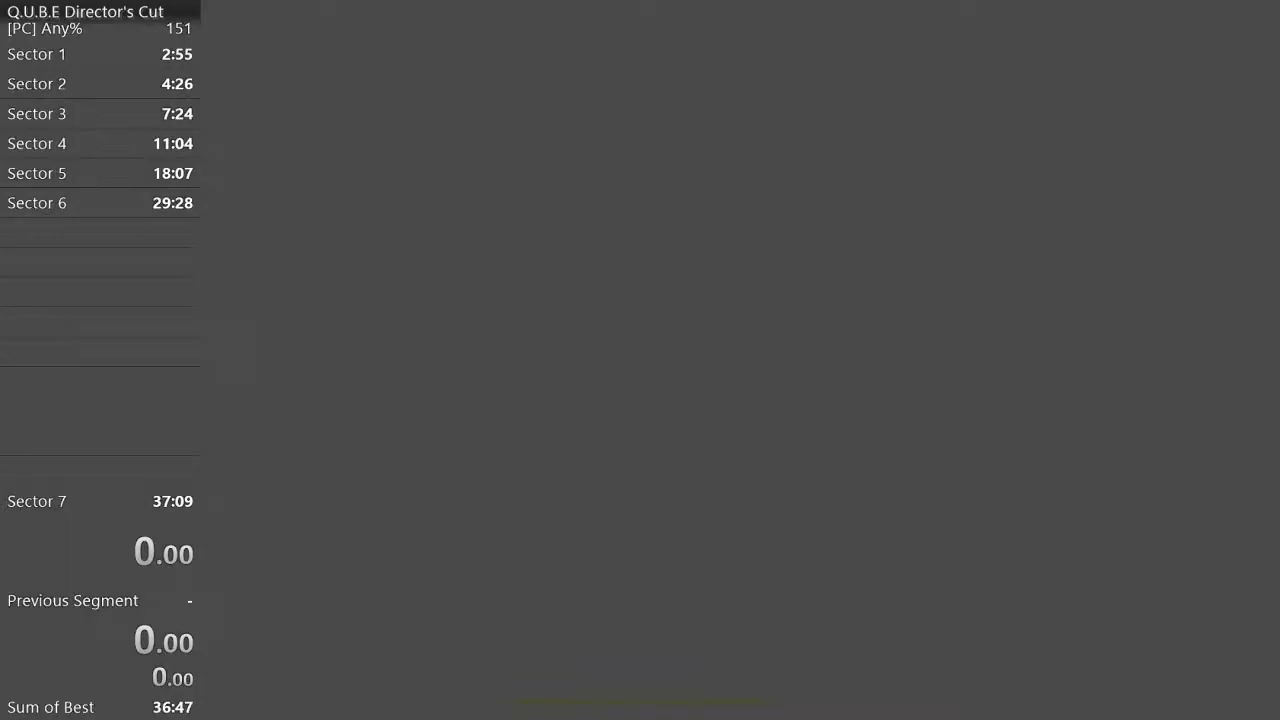 Q.U.B.E Director's Cut
[PC] Any% 151
Sector 1 2:55
Sector 2 4:26
Sector 3 7:24
Sector 4 11:04
Sector 5 18:07
Sector 6 29:28
Sector 7 37:09
0.00
Previous Segment -
0.00
0.00
Sum of Best 36:47